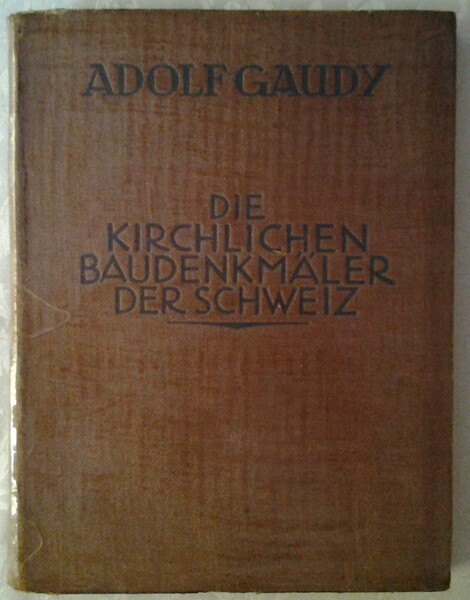 ADOLF GAUDY
DIE
KIRCHLICHEN
BAUDENKMÄLER
DER SCHWEIZ